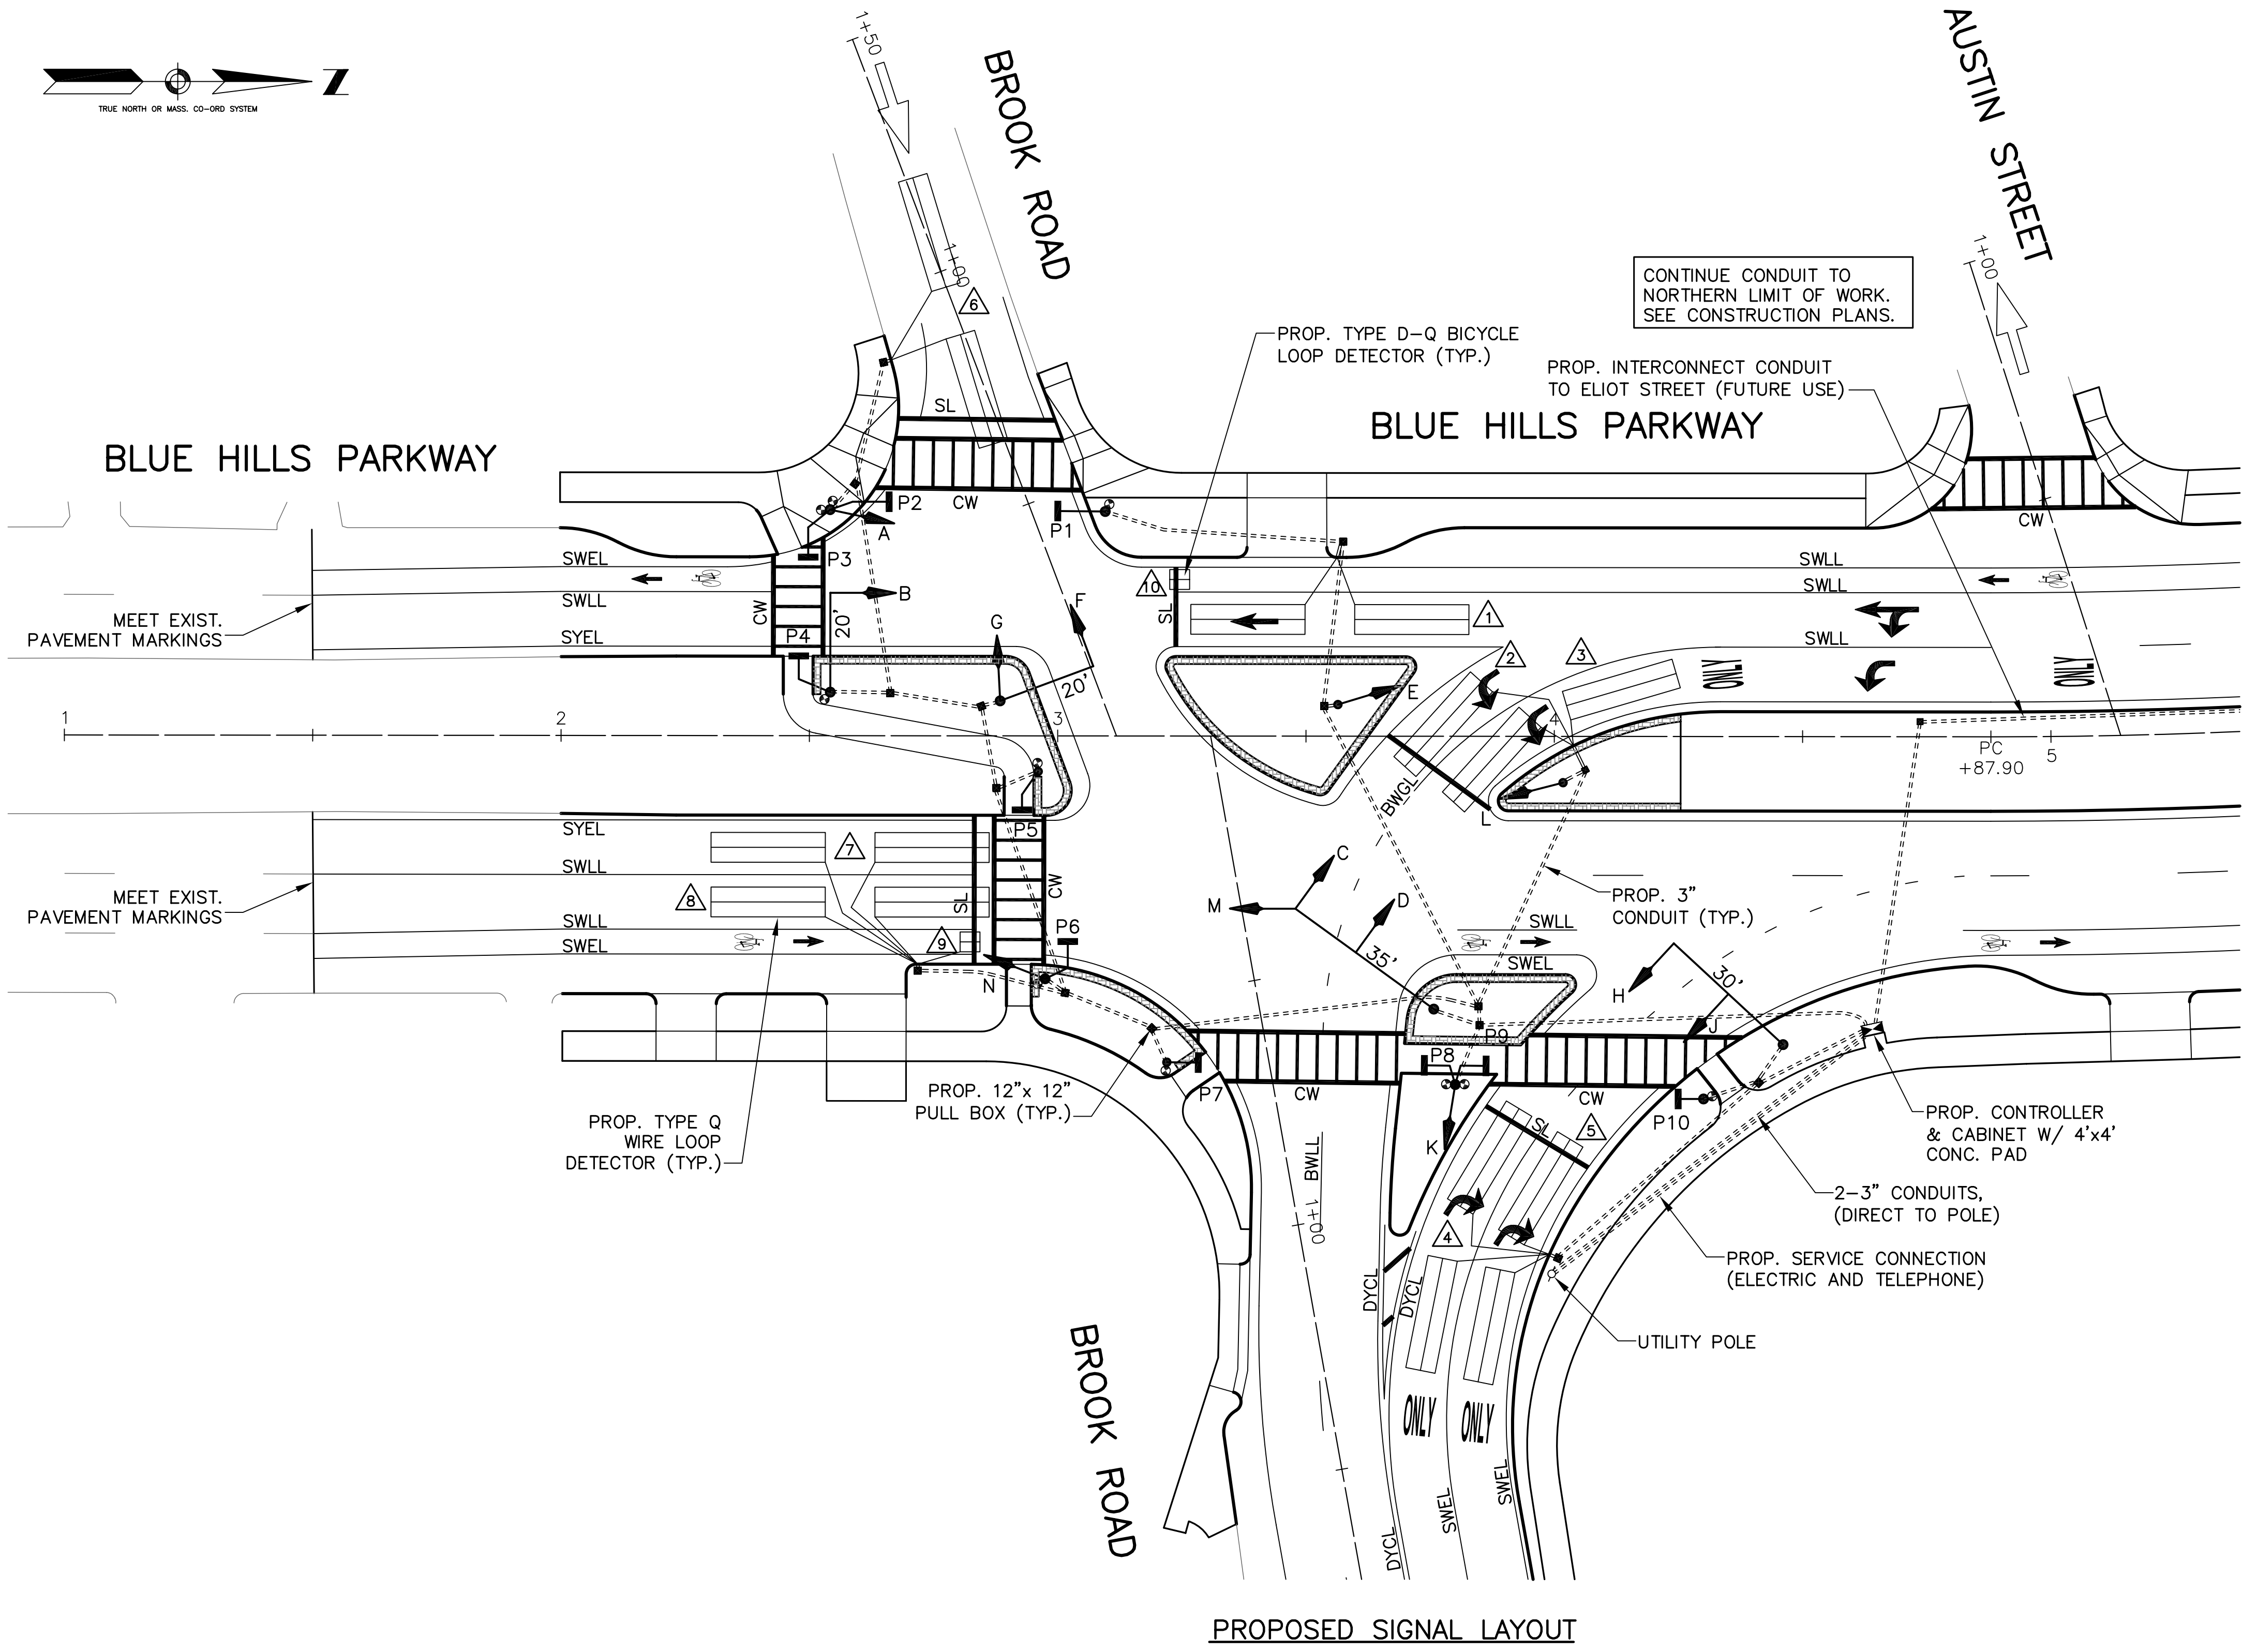 TRUE NORTH OR MASS. CO-ORD SYSTEM
1+50
BROOK ROAD
AUSTIN STREET
1+00
6
1+00
CONTINUE CONDUIT TO
NORTHERN LIMIT OF WORK.
SEE CONSTRUCTION PLANS.
PROP. TYPE D-Q BICYCLE
LOOP DETECTOR (TYP.)
PROP. INTERCONNECT CONDUIT
TO ELIOT STREET (FUTURE USE)
BLUE HILLS PARKWAY
BLUE HILLS PARKWAY
SL
CW
P2
A
P1
P3
CW
SWEL
SWLL
SYEL
CW
P4
20'
B
G
F
20'
10
SL
1
2
3
E
SWLL
SWLL
SWLL
ONLY
ONLY
MEET EXIST.
PAVEMENT MARKINGS
1
2
3
4
PC
+87.90
5
BWGL
L
SYEL
SWLL
SWLL
SWEL
7
8
9
SL
P5
CW
P6
N
MEET EXIST.
PAVEMENT MARKINGS
M
C
D
35'
PROP. 3"
CONDUIT (TYP.)
SWLL
SWEL
H
30'
J
P9
P8
P7
CW
CW
P10
K
SL
5
4
PROP. 12"x 12"
PULL BOX (TYP.)
PROP. TYPE Q
WIRE LOOP
DETECTOR (TYP.)
PROP. CONTROLLER
& CABINET W/ 4'x4'
CONC. PAD
2-3" CONDUITS,
(DIRECT TO POLE)
PROP. SERVICE CONNECTION
(ELECTRIC AND TELEPHONE)
UTILITY POLE
BWLL
1+00
DYCL
DYCL
ONLY
ONLY
BROOK ROAD
DYCL
SWEL
SWEL
PROPOSED SIGNAL LAYOUT